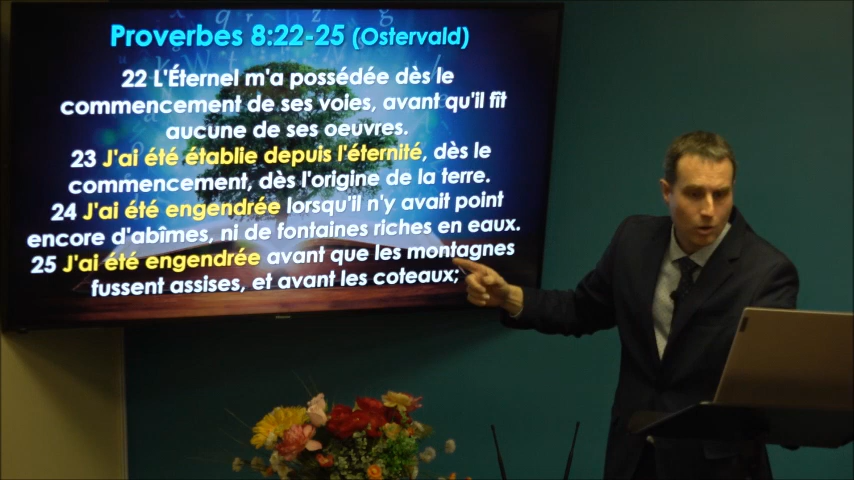 Proverbes 8:22-25 (Ostervald)
22 L'Éternel m'a possédée dès le
commencement de ses voies, avant qu'il fit
aucune de ses oeuvres.
23 J'ai été établie depuis l'éternité, dès le
commencement, dès l'origine de la terre.
24 J'ai été engendrée lorsqu'il n'y avait point
encore d'abîmes, ni de fontaines riches en eaux.
25 J'ai été engendrée avant que les montagnes
fussent assises, et avant les coteaux;